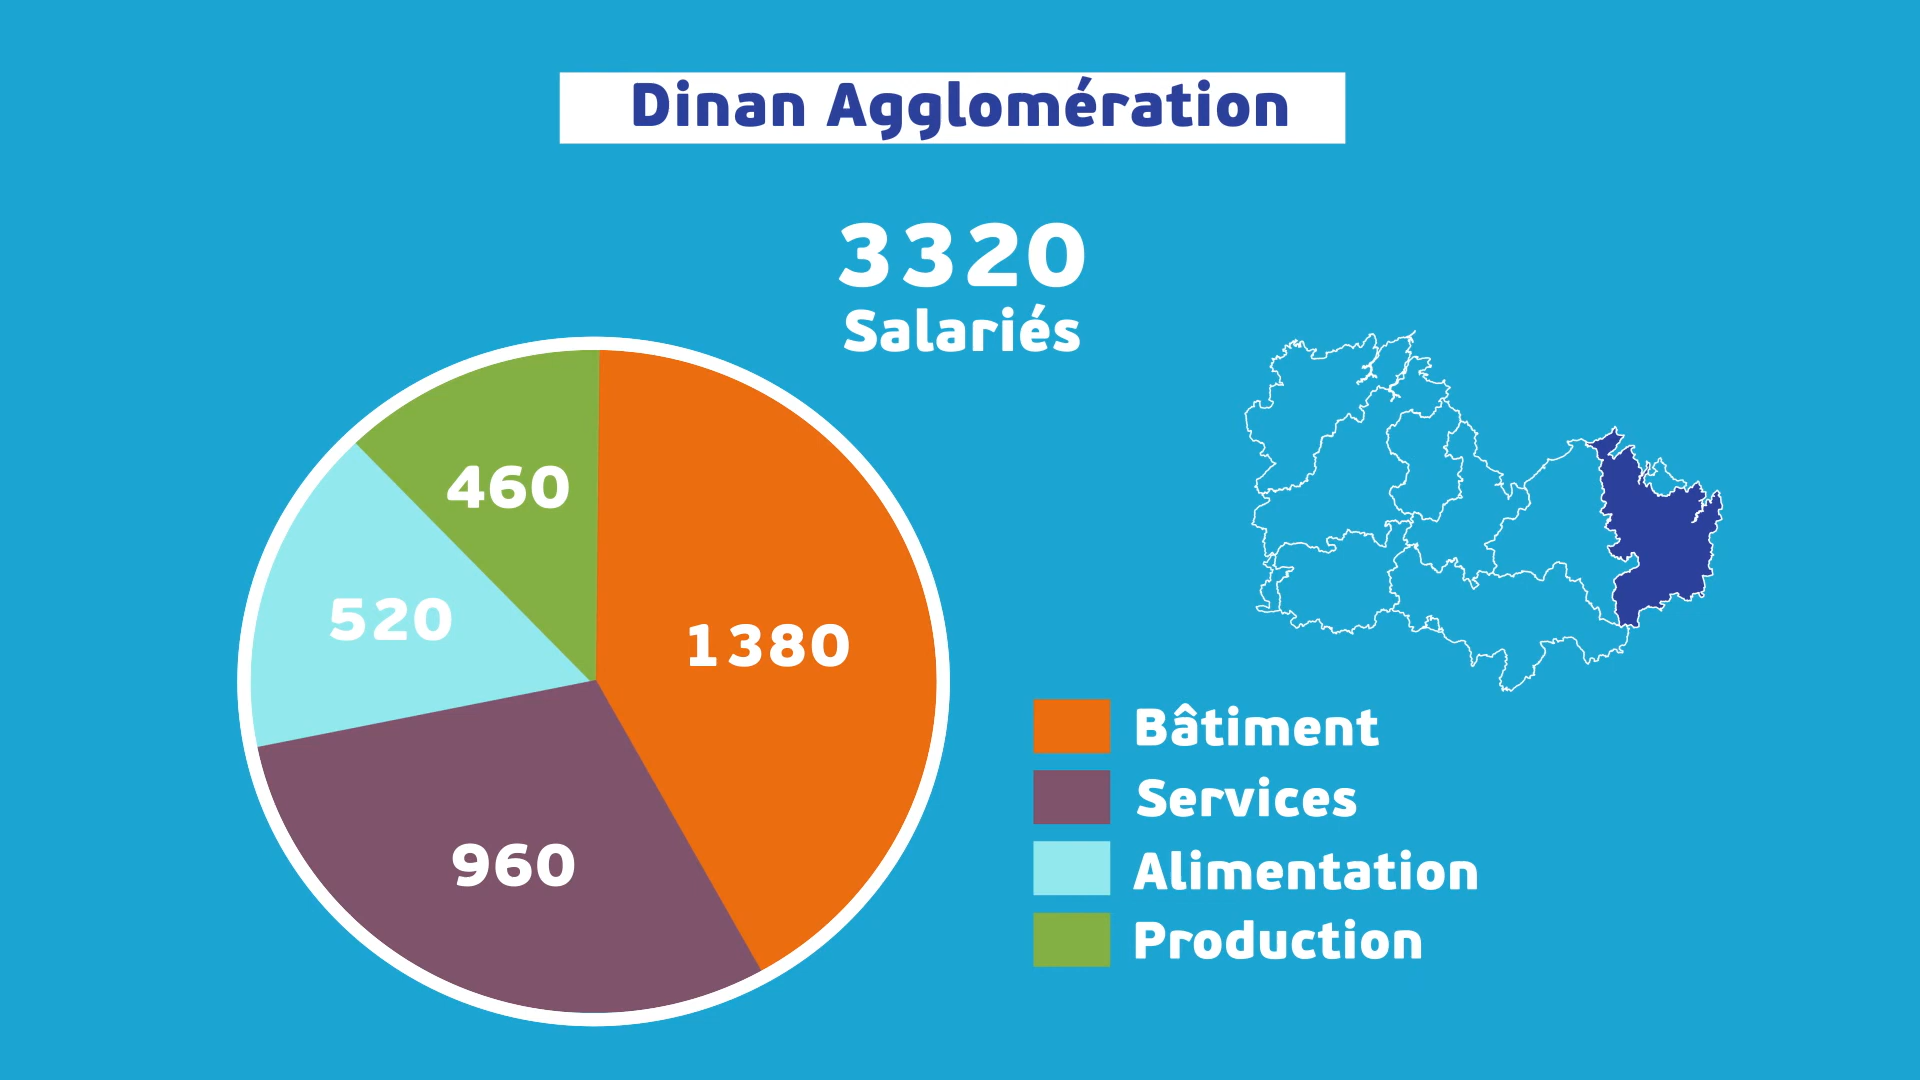 Dinan Agglomération
3320
Salariés
460
520
1380
960
Bâtiment
Services
Alimentation
Production